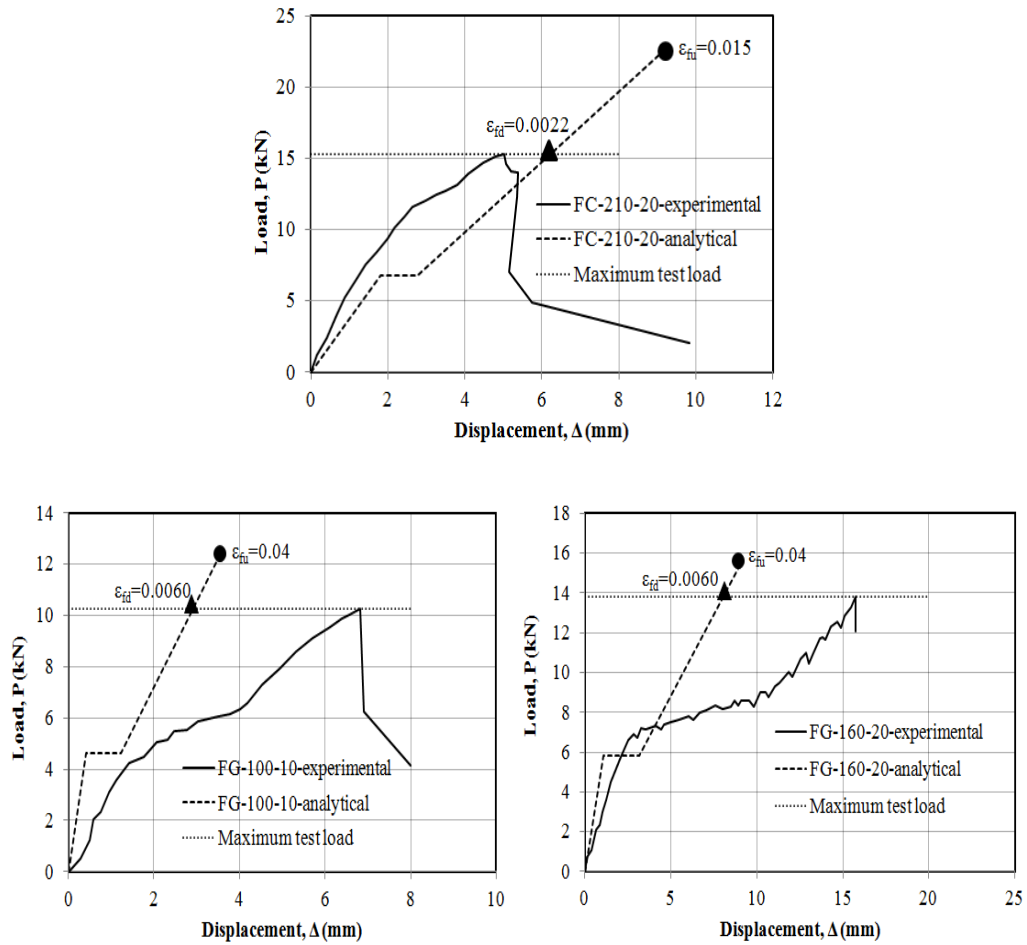 25
20
15
10
5
0
Load, P (kN)
εfu=0.015
εfd=0.0022
FC-210-20-experimental
FC-210-20-analytical
Maximum test load
0 2 4 6 8 10 12
Displacement, Δ (mm)
14
12
10
8
6
4
2
0
Load, P (kN)
εfu=0.04
εfd=0.0060
FG-100-10-experimental
FG-100-10-analytical
Maximum test load
0 2 4 6 8 10
Displacement, Δ (mm)
18
16
14
12
10
8
6
4
2
0
Load, P (kN)
εfu=0.04
εfd=0.0060
FG-160-20-experimental
FG-160-20-analytical
Maximum test load
0 5 10 15 20 25
Displacement, Δ (mm)